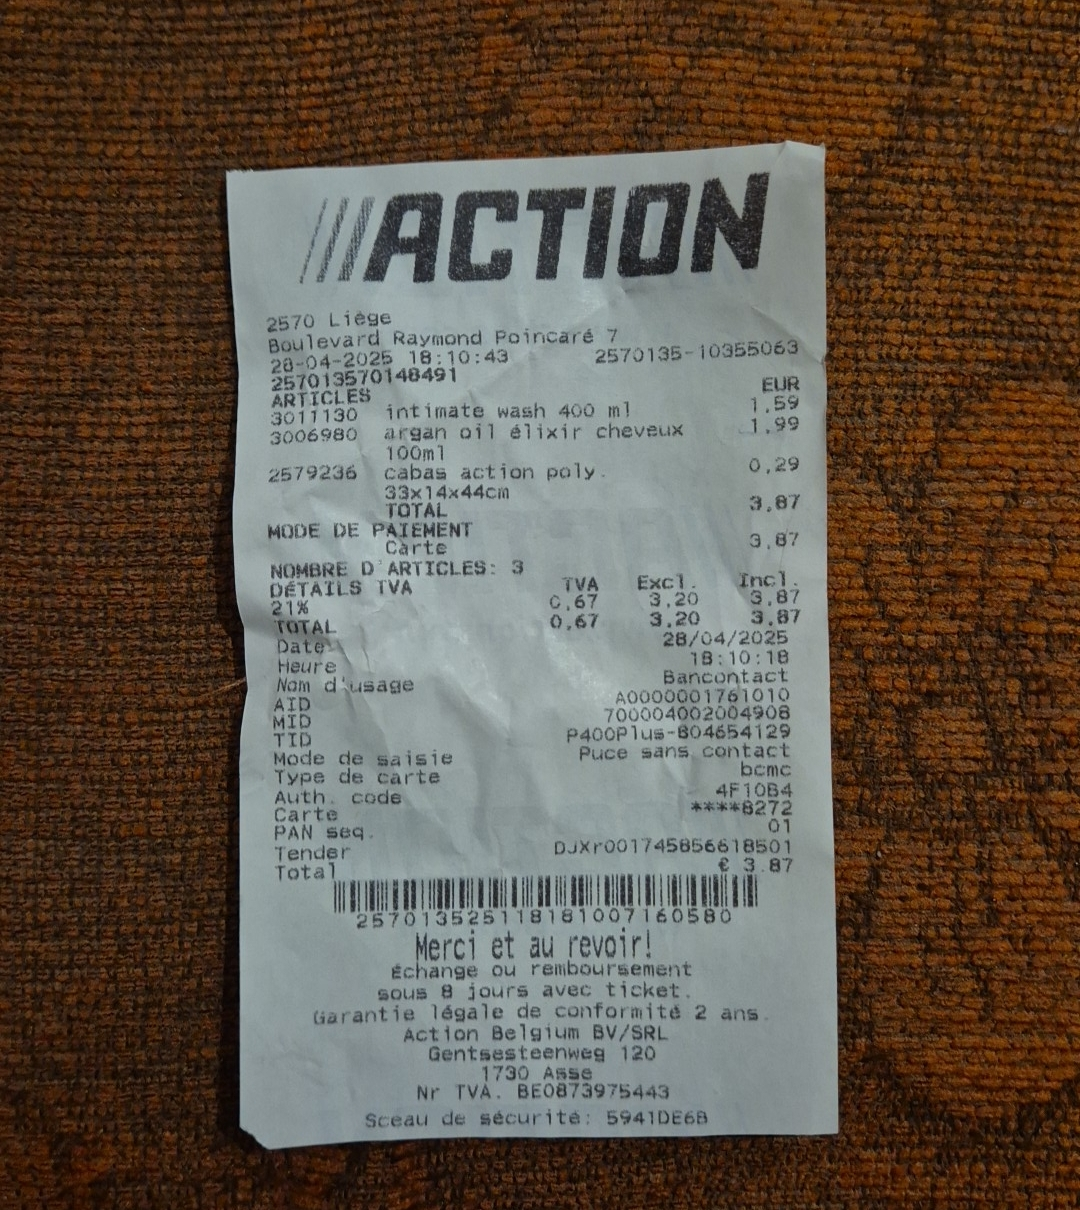 ///ACTION
2570 Liège
Boulevard Raymond Poincaré 7
28-04-2025 18:10:43 2570135-10355063
257013570148491
ARTICLES EUR
3011130 intimate wash 400 ml 1,59
3006980 argan oil élixir cheveux 1,99
100ml
2579236 cabas action poly. 0,29
33x14x44cm
TOTAL 3,87
MODE DE PAIEMENT
Carte 3,87
NOMBRE D'ARTICLES: 3
DÉTAILS TVA TVA Excl. Incl.
21% 0,67 3,20 3,87
TOTAL 0,67 3,20 3,87
Date 28/04/2025
Heure 18:10:18
Nom d'usage Bancontact
AID A0000001761010
MID 700004002004908
TID P400Plus-804654129
Mode de saisie Puce sans contact
Type de carte bcmc
Auth. code 4F10B4
Carte ****8272
PAN seq. 01
Tender DJXr001745856618501
Total € 3.87
257013525118181007160580
Merci et au revoir!
Échange ou remboursement
sous 8 jours avec ticket.
Garantie légale de conformité 2 ans.
Action Belgium BV/SRL
Gentsesteenweg 120
1730 Asse
Nr TVA. BE0873975443
Sceau de sécurité: 5941DE6B